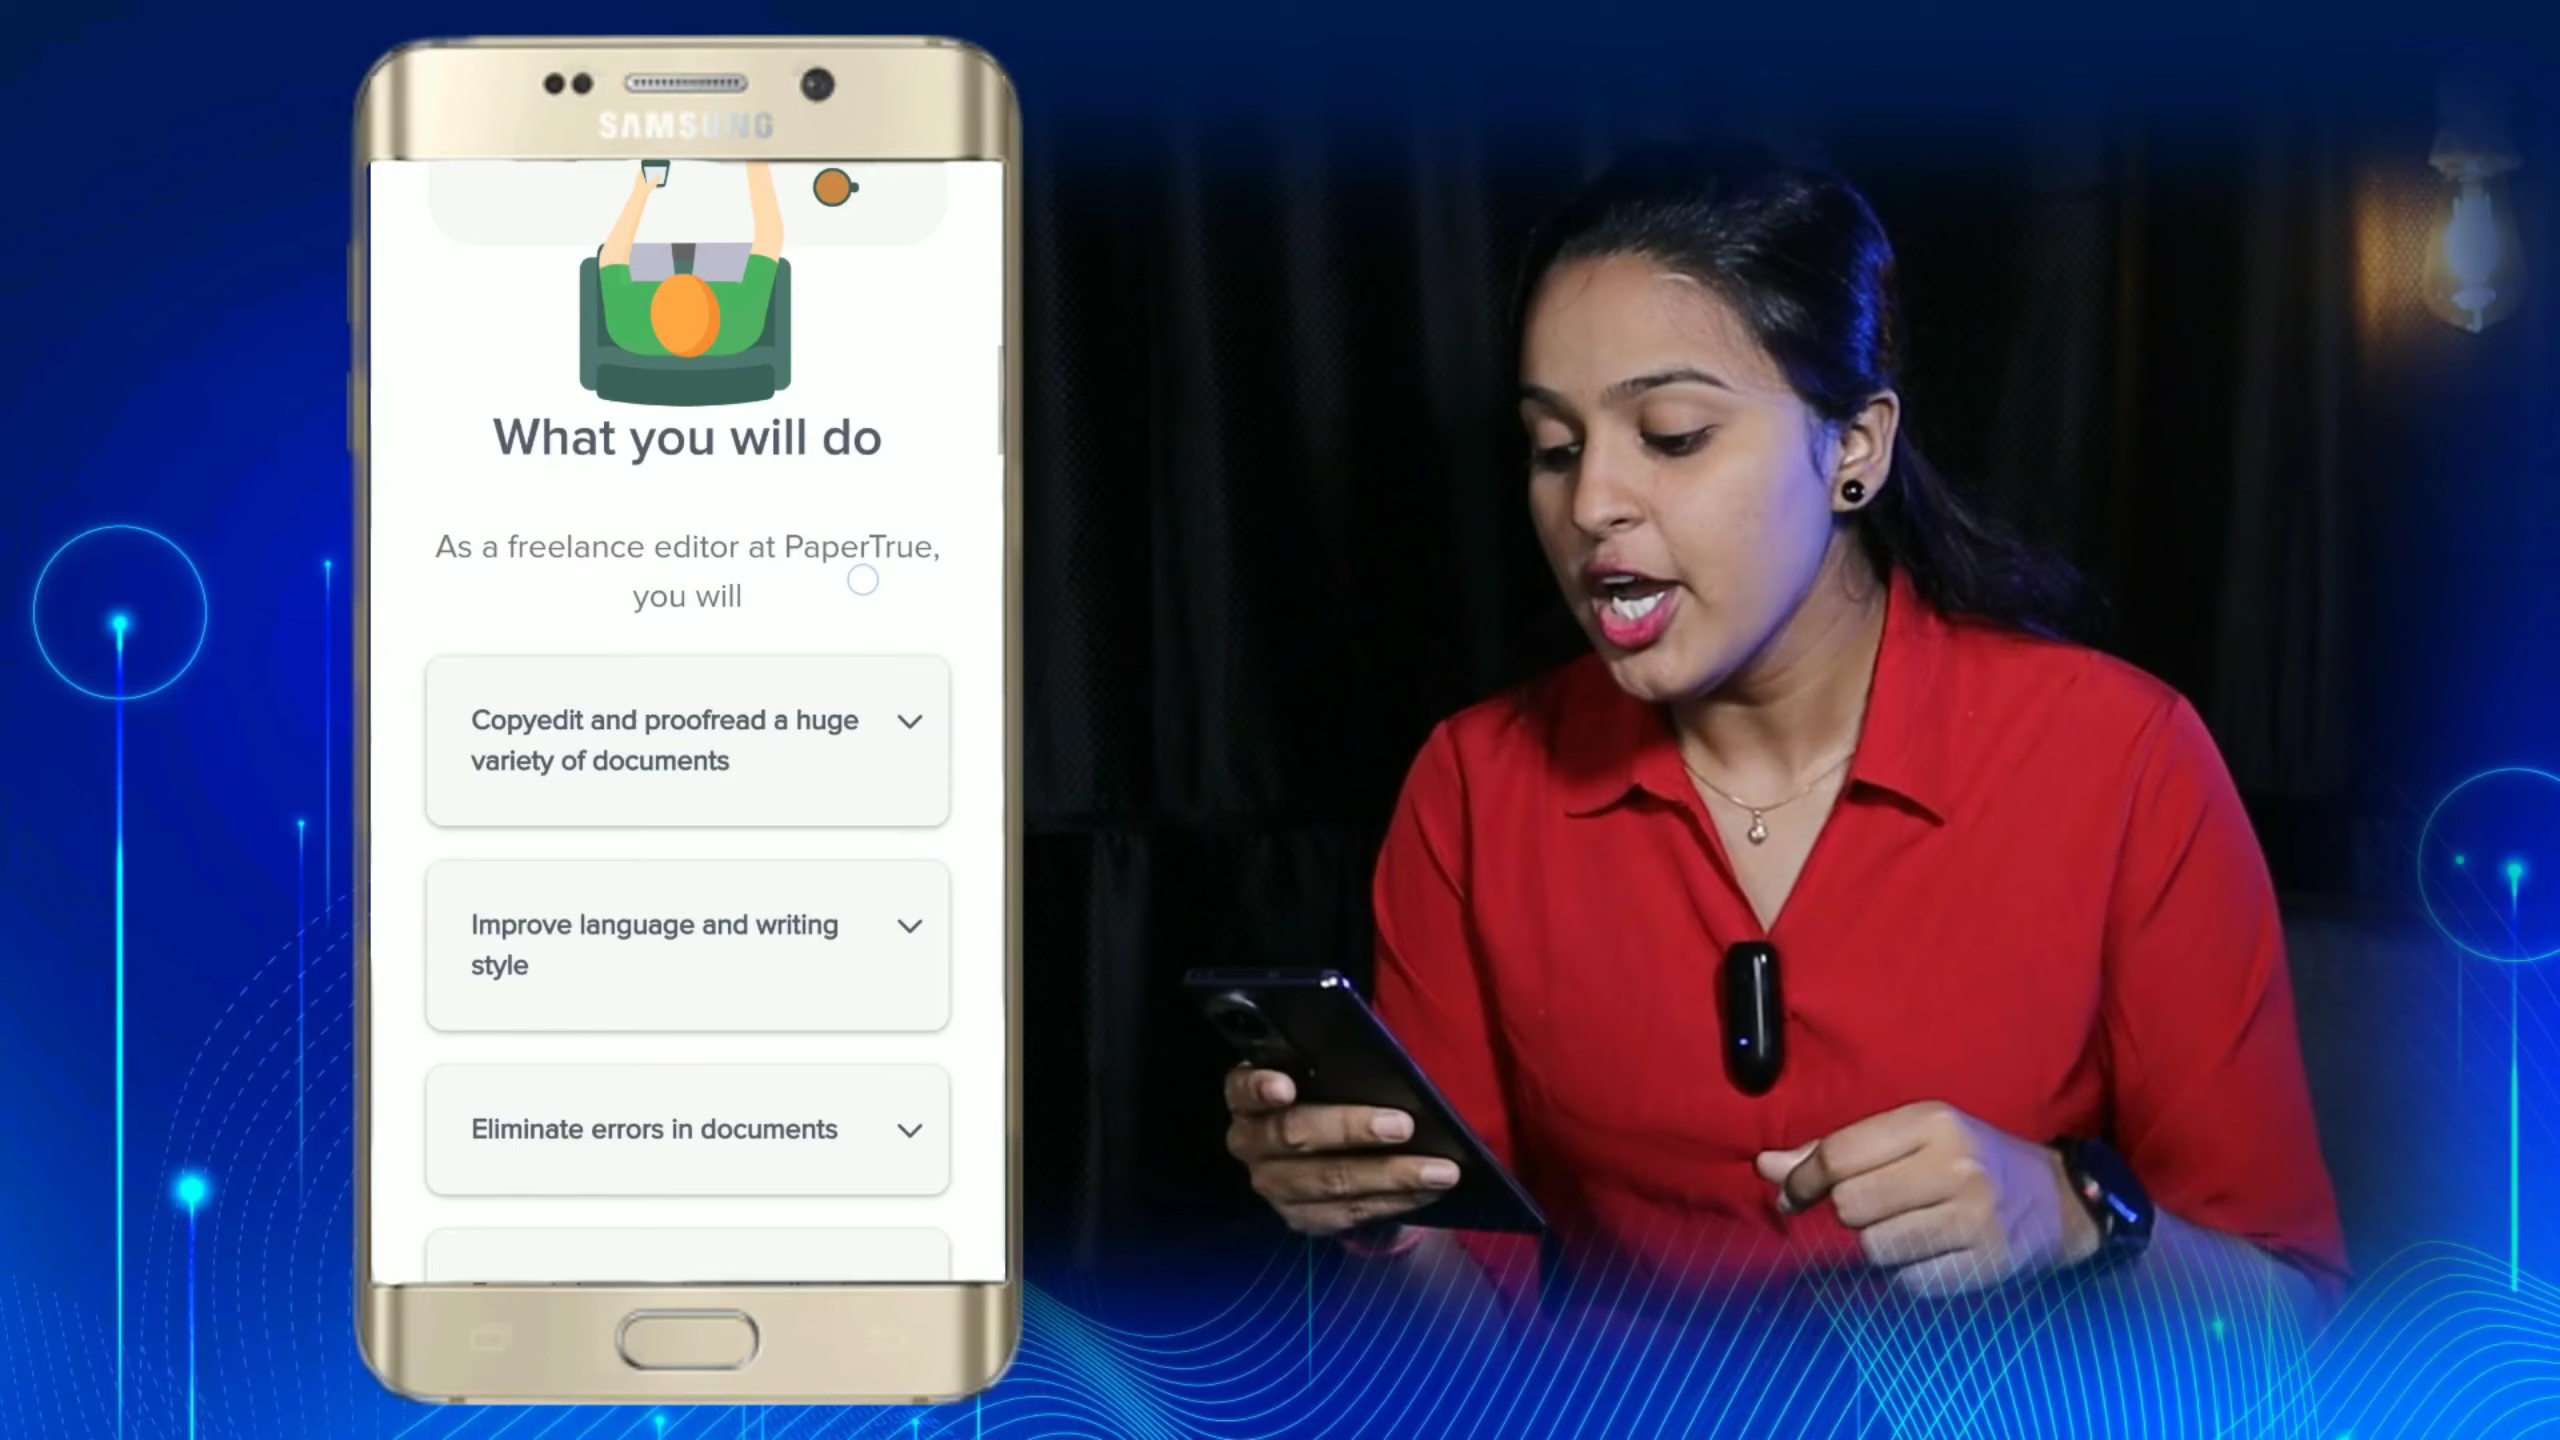 SAMSUNG
What you will do
As a freelance editor at PaperTrue,
you will
Copyedit and proofread a huge
variety of documents
Improve language and writing
style
Eliminate errors in documents